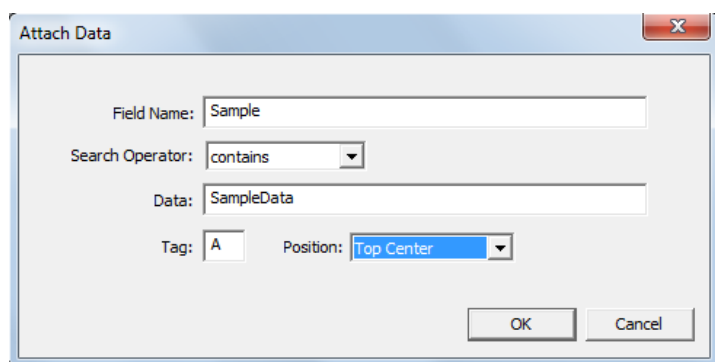 Attach Data
Field Name: Sample
Search Operator: contains
Data: SampleData
Tag: A Position: Top Center
OK Cancel